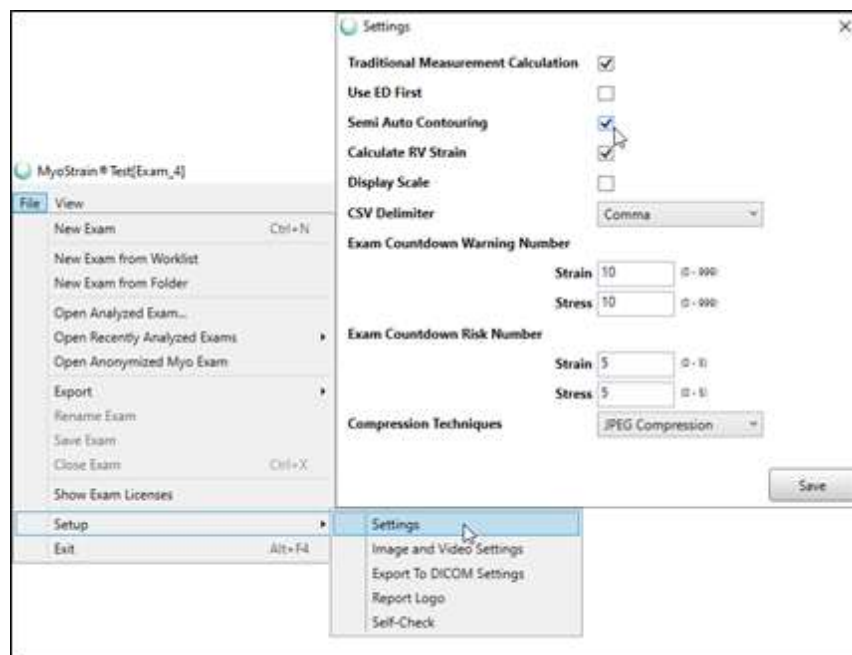 Settings
Traditional Measurement Calculation
Use ED First
Semi Auto Contouring
Calculate RV Strain
Display Scale
CSV Delimiter Comma
Exam Countdown Warning Number
Strain 10 (0 - 999)
Stress 10 (0 - 999)
Exam Countdown Risk Number
Strain 5
Stress 5
Compression Techniques JPEG Compression
Save
MyoStrain® Test[Exam_4]
File View
New Exam Ctrl+N
New Exam from Worklist
New Exam from Folder
Open Analyzed Exam...
Open Recently Analyzed Exams
Open Anonymized Myo Exam
Export
Rename Exam
Save Exam
Close Exam Ctrl+X
Show Exam Licenses
Setup
Exit Alt+F4
Settings
Image and Video Settings
Export To DICOM Settings
Report Logo
Self-Check